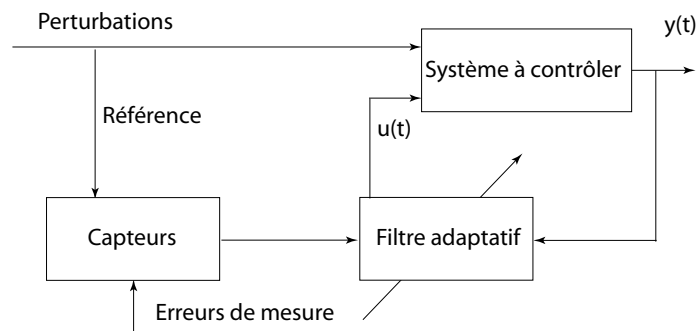 Perturbations
y(t)
Système à contrôler
Référence
u(t)
Capteurs
Filtre adaptatif
Erreurs de mesure